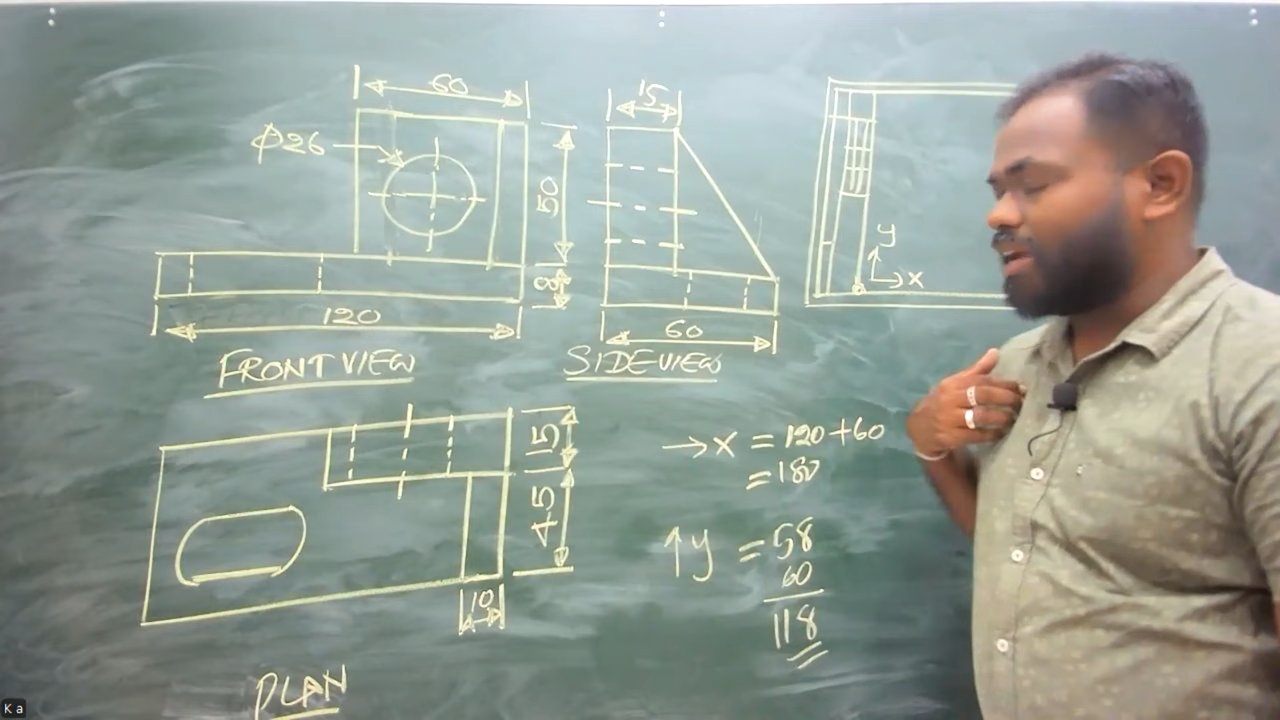 60
15
φ26
50
8
120
FRONT VIEW
60
SIDE VIEW
y
x
15
45
10
PLAN
→ x = 120+60
= 180
↑ y = 58
60
118
K a